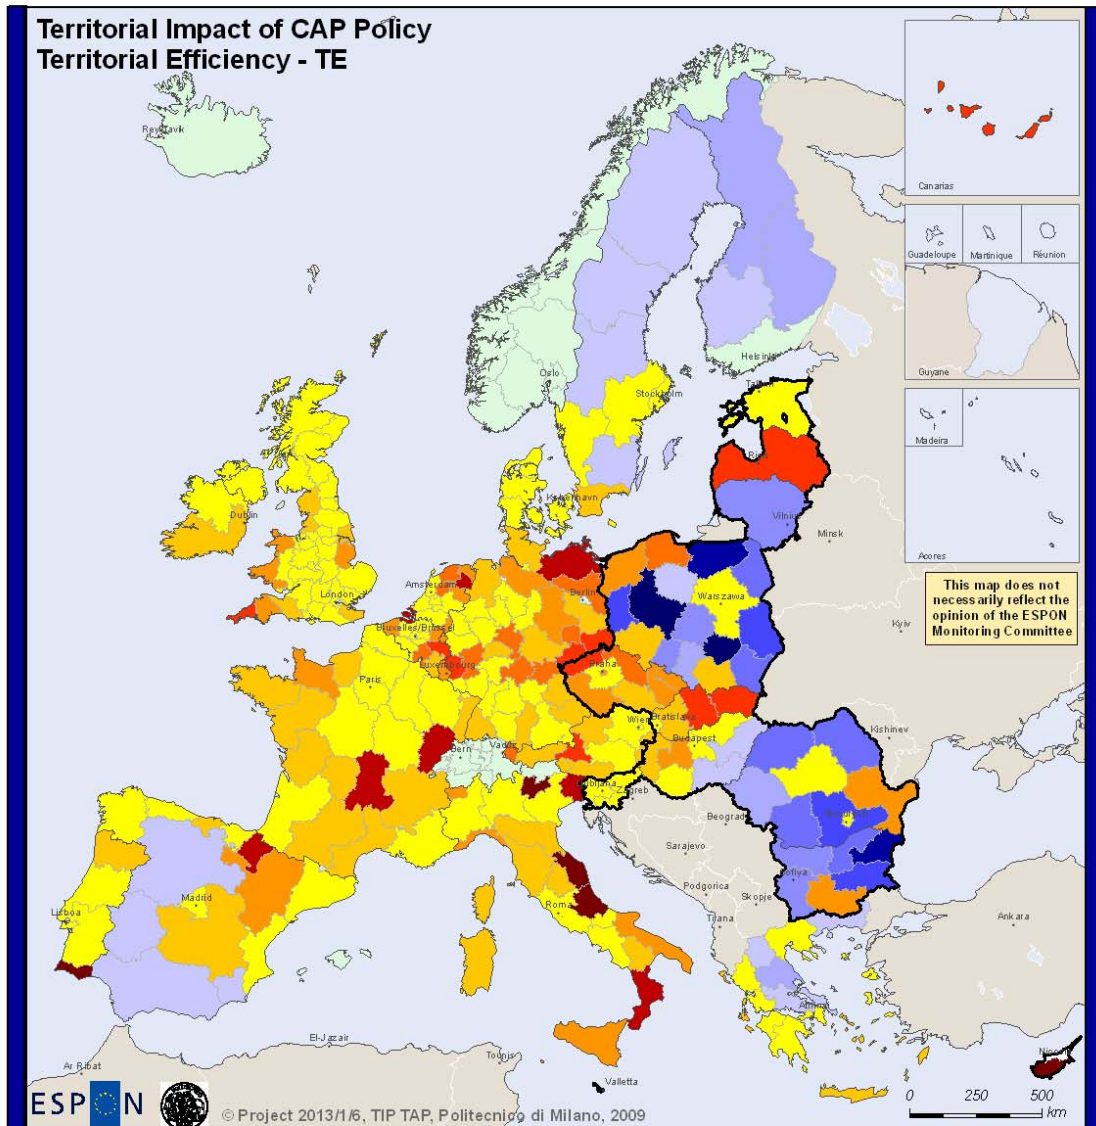 Territorial Impact of CAP Policy
Territorial Efficiency - TE
Reykjavik
Canarias
Guadeloupe
Martinique
Réunion
Guyane
Madeira
Acores
This map does not
necessarily reflect the
opinion of the ESPON
Monitoring Committee
Oslo
Helsinki
Stockholm
Vilnius
Minsk
Dublin
London
Amsterdam
Berlin
Warszawa
Kyiv
Bruxelles/Brussel
Luxembourg
Praha
Paris
Wien
Bratislava
Budapest
Kishinev
Bern
Vaduz
Zagreb
Beograd
Sarajevo
Podgorica
Skopje
Tirana
Sofiya
Ankara
Madrid
Lisboa
Roma
El-Jazair
Ar Ribat
Tounis
Valletta
ESPON
© Project 2013/1/6, TIP TAP, Politecnico di Milano, 2009
0 250 500
km